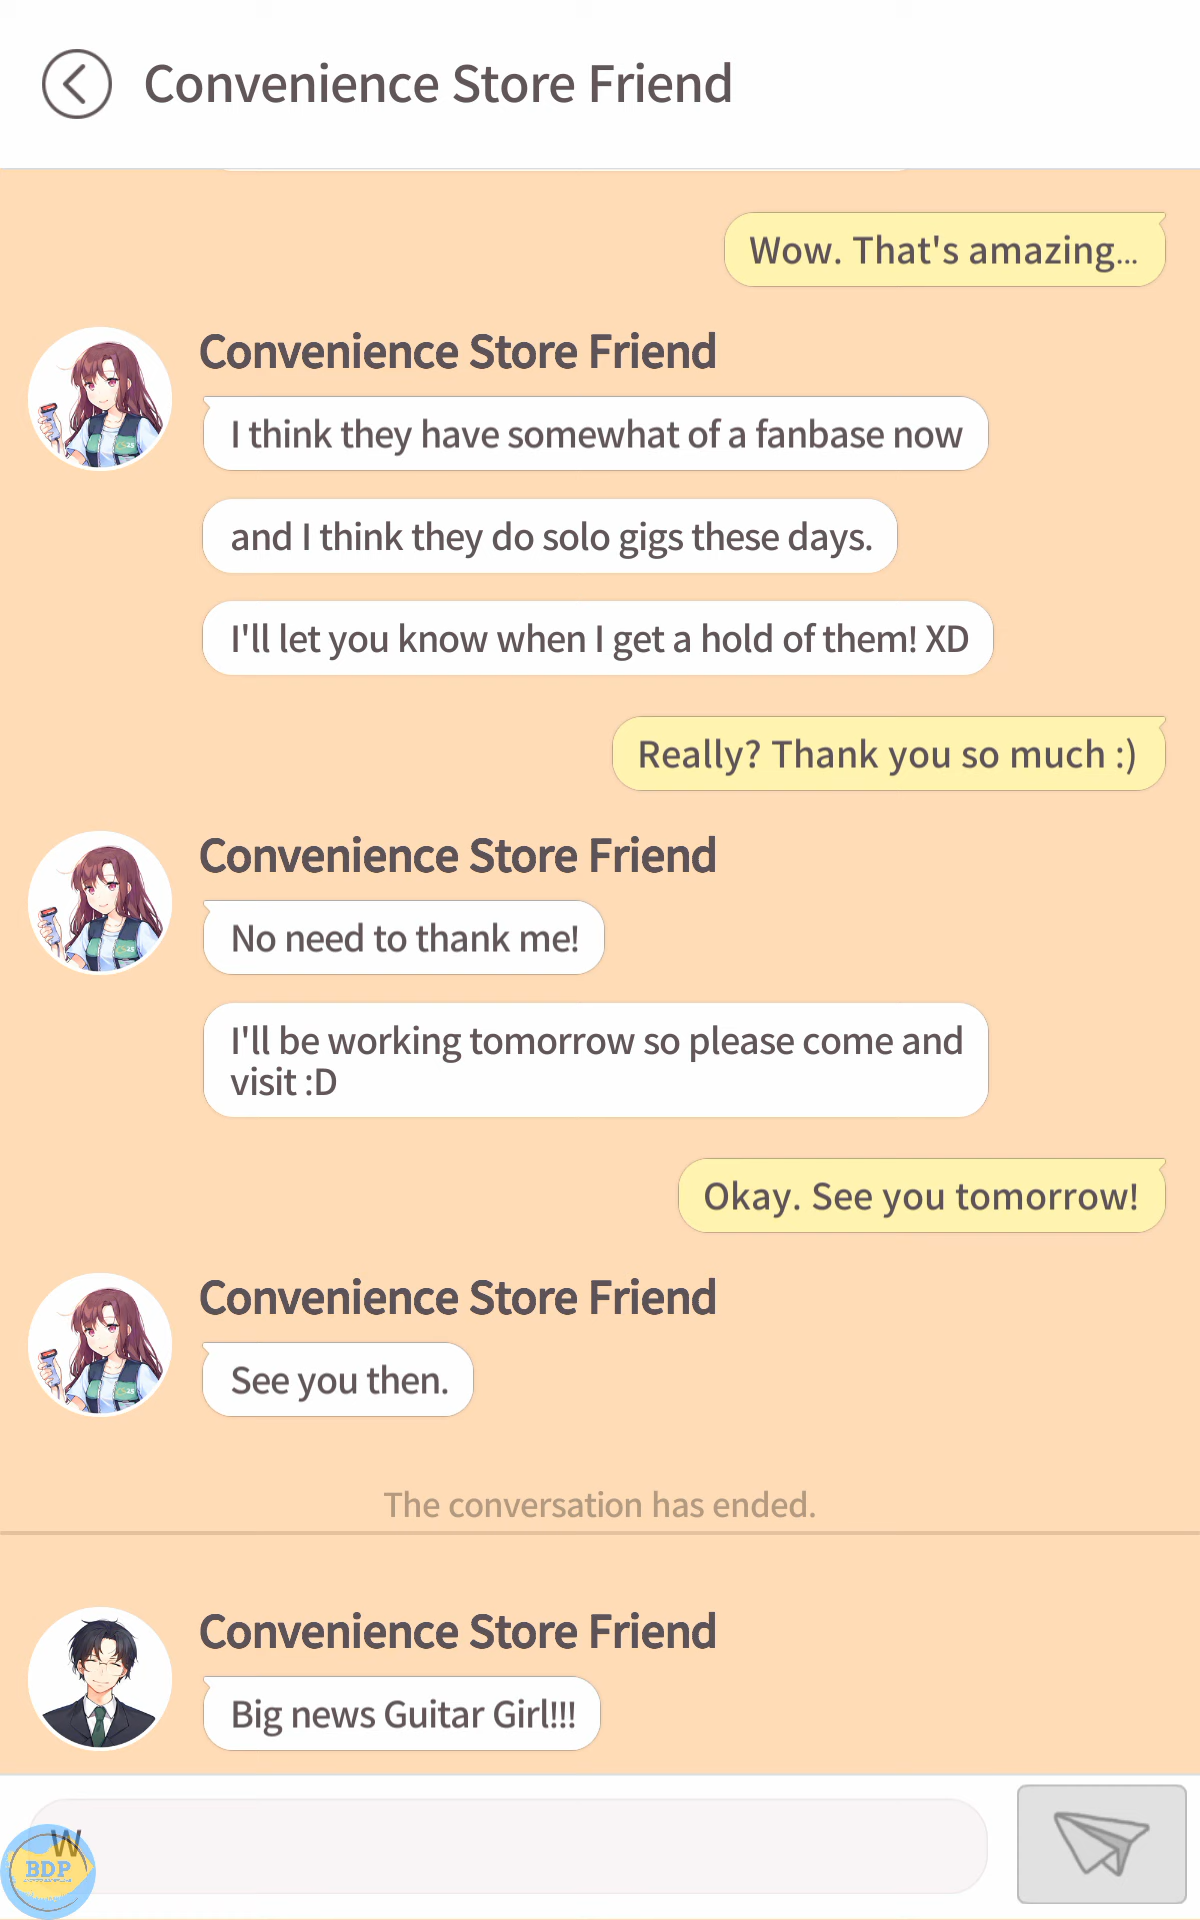 Convenience Store Friend
Wow. That's amazing...
Convenience Store Friend
I think they have somewhat of a fanbase now
and I think they do solo gigs these days.
I'll let you know when I get a hold of them! XD
Really? Thank you so much :)
Convenience Store Friend
No need to thank me!
I'll be working tomorrow so please come and
visit :D
Okay. See you tomorrow!
Convenience Store Friend
See you then.
The conversation has ended.
Convenience Store Friend
Big news Guitar Girl!!!
W
BDP